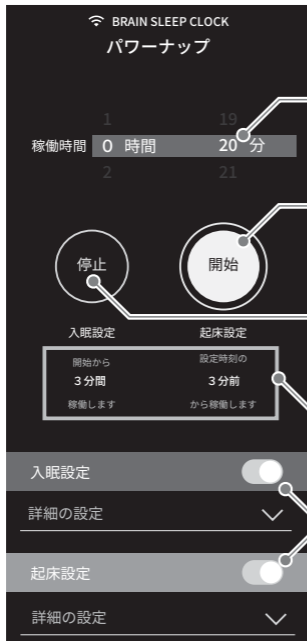 BRAIN SLEEP CLOCK
パワーナップ
1 19
稼働時間 0 時間 20 分
2 21
停止 開始
入眠設定 起床設定
開始から 設定時刻の
3分間 3分前
稼働します から稼働します
入眠設定
詳細の設定
起床設定
詳細の設定